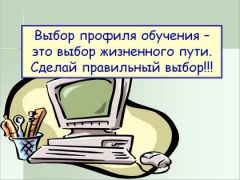 Выбор профиля обучения –
это выбор жизненного пути.
Сделай правильный выбор!!!